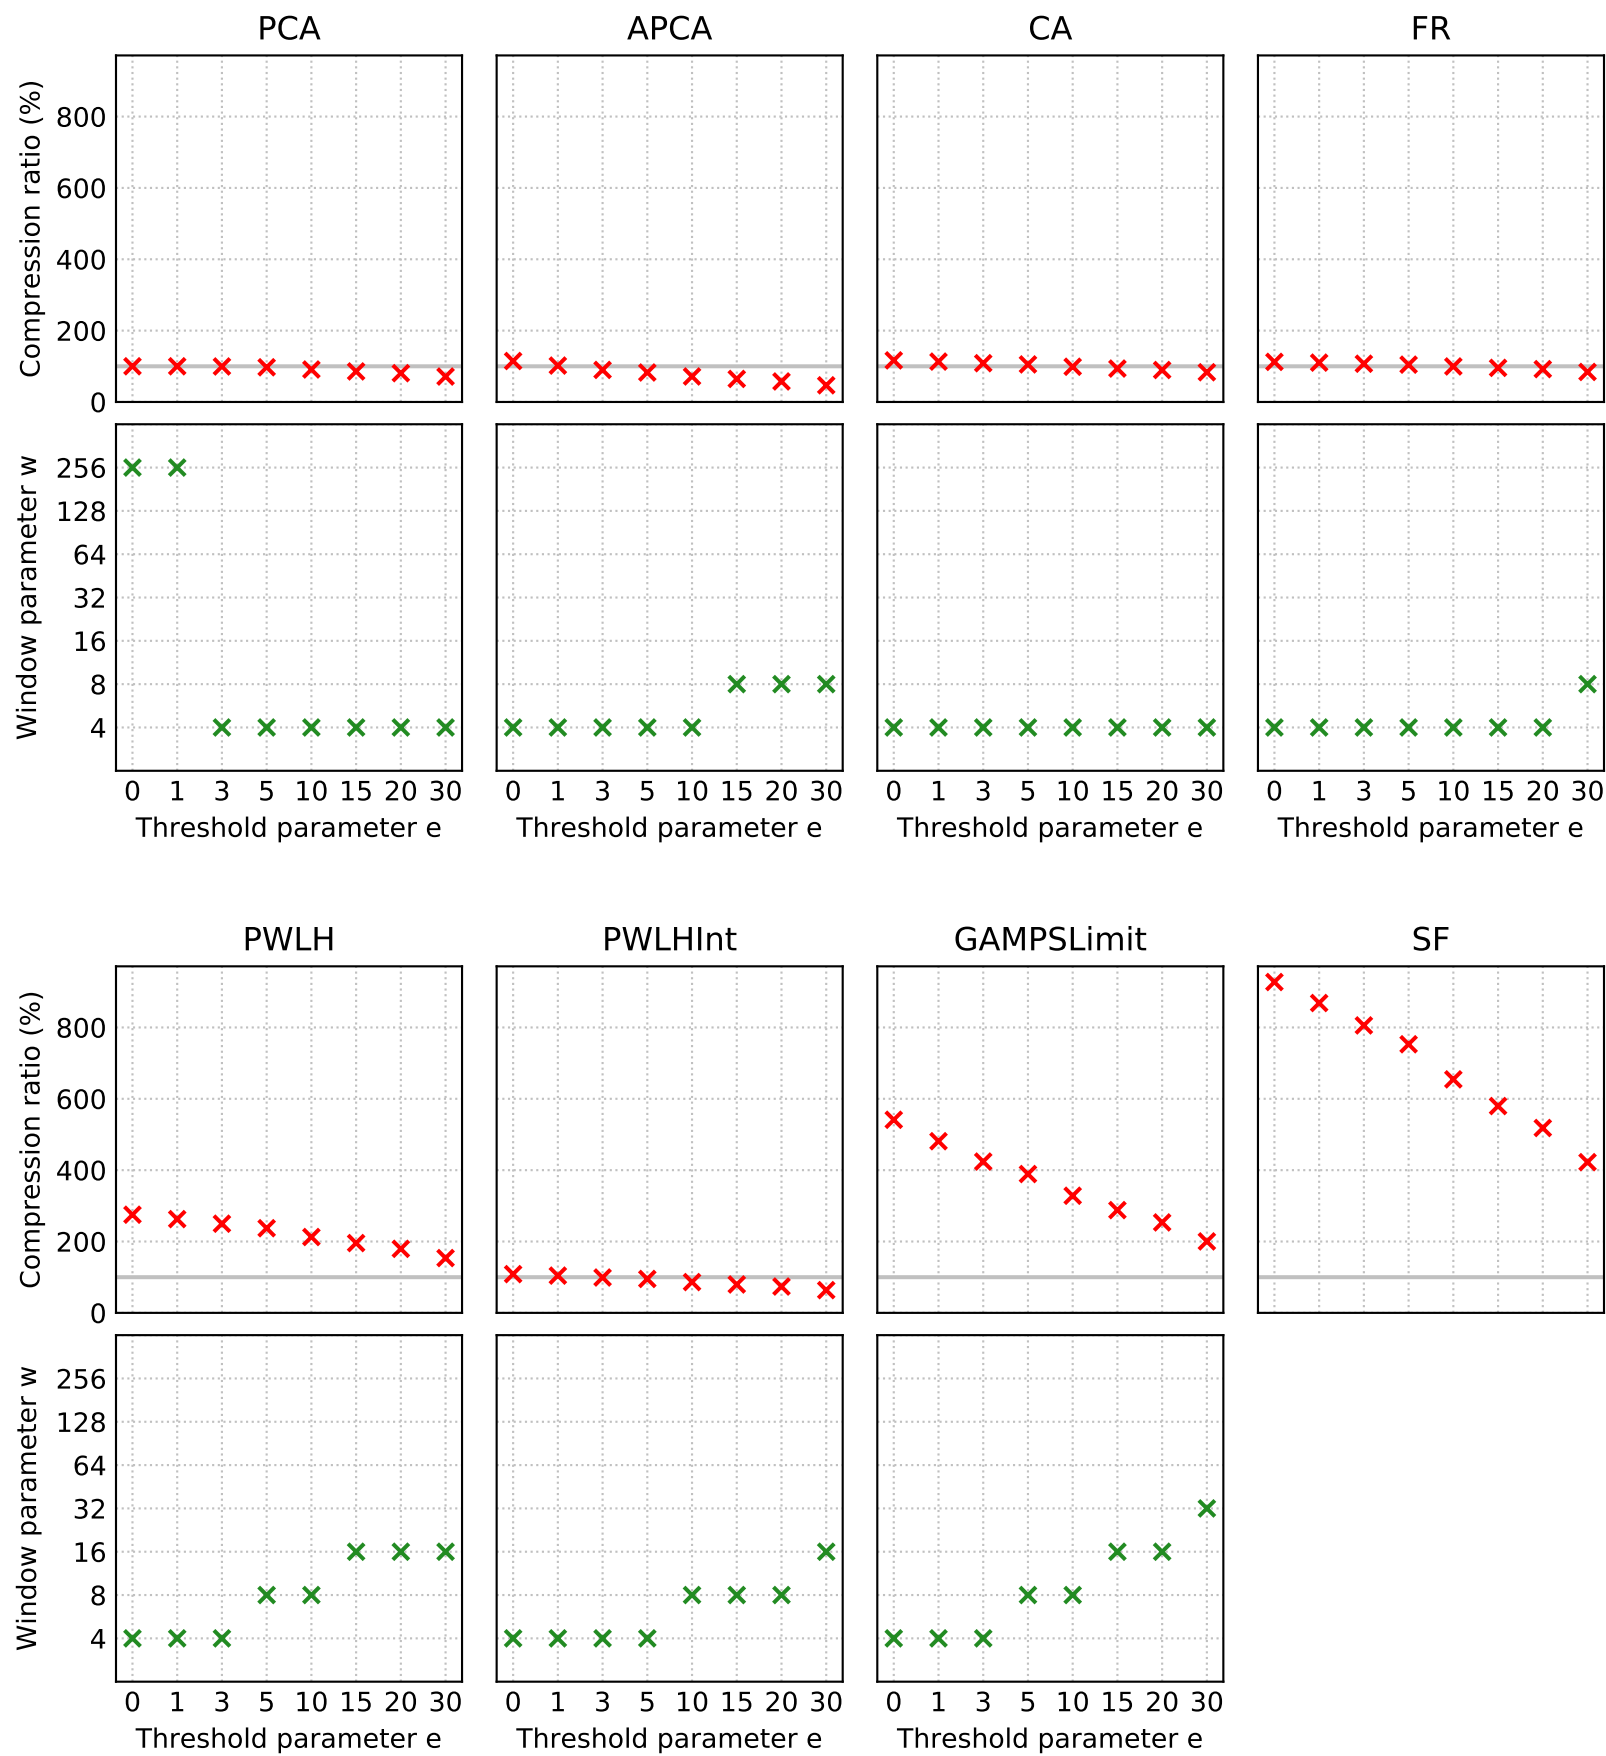 PCA APCA CA FR
Compression ratio (%)
800
600
400
200
0
Window parameter w
256
128
64
32
16
8
4
0 1 3 5 10 15 20 30 0 1 3 5 10 15 20 30 0 1 3 5 10 15 20 30 0 1 3 5 10 15 20 30
Threshold parameter e Threshold parameter e Threshold parameter e Threshold parameter e
PWLH PWLHInt GAMPSLimit SF
Compression ratio (%)
800
600
400
200
0
Window parameter w
256
128
64
32
16
8
4
0 1 3 5 10 15 20 30 0 1 3 5 10 15 20 30 0 1 3 5 10 15 20 30
Threshold parameter e Threshold parameter e Threshold parameter e